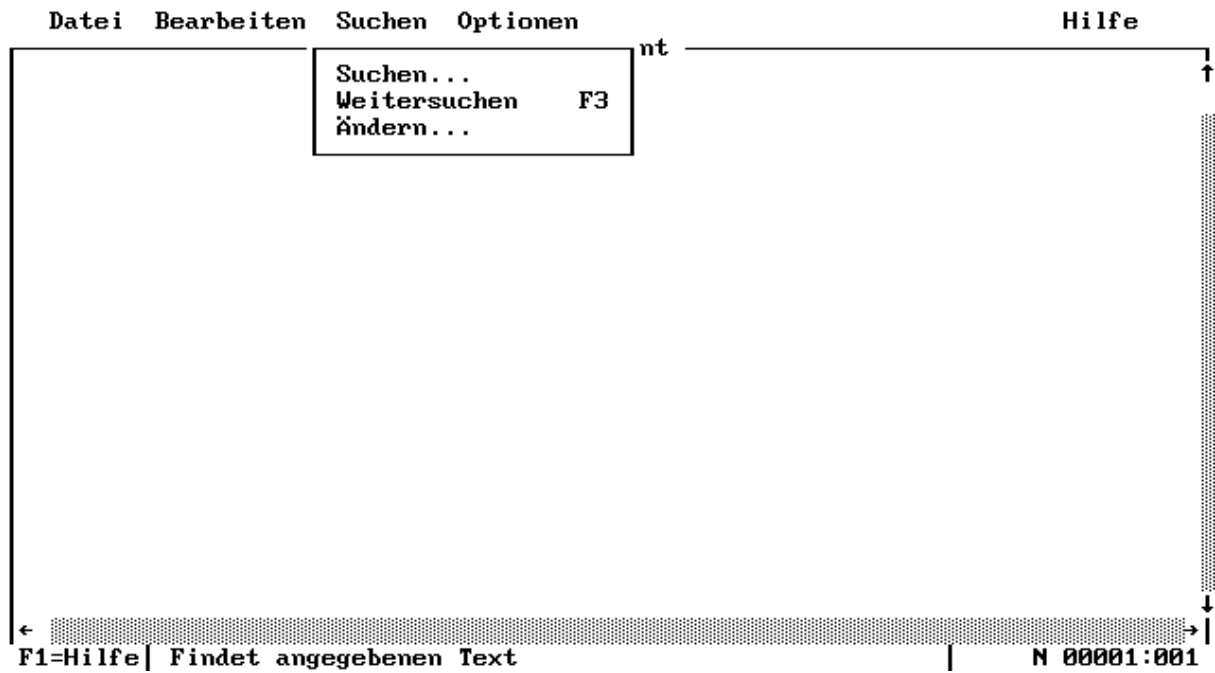 Datei Bearbeiten Suchen Optionen Hilfe
nt
Suchen...
Weitersuchen F3
Ändern...
F1=Hilfe Findet angegebenen Text N 00001:001